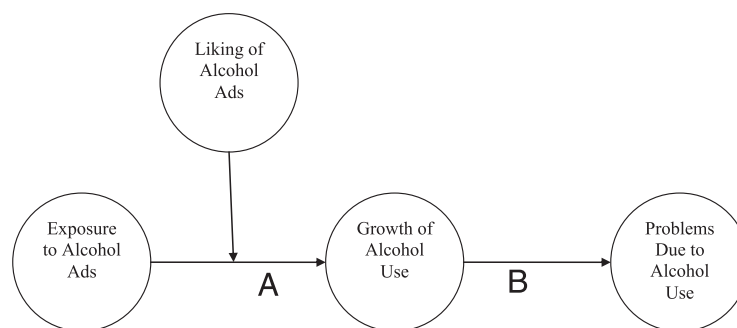 Liking of
Alcohol
Ads
Exposure
to Alcohol
Ads
A
Growth of
Alcohol
Use
B
Problems
Due to
Alcohol
Use